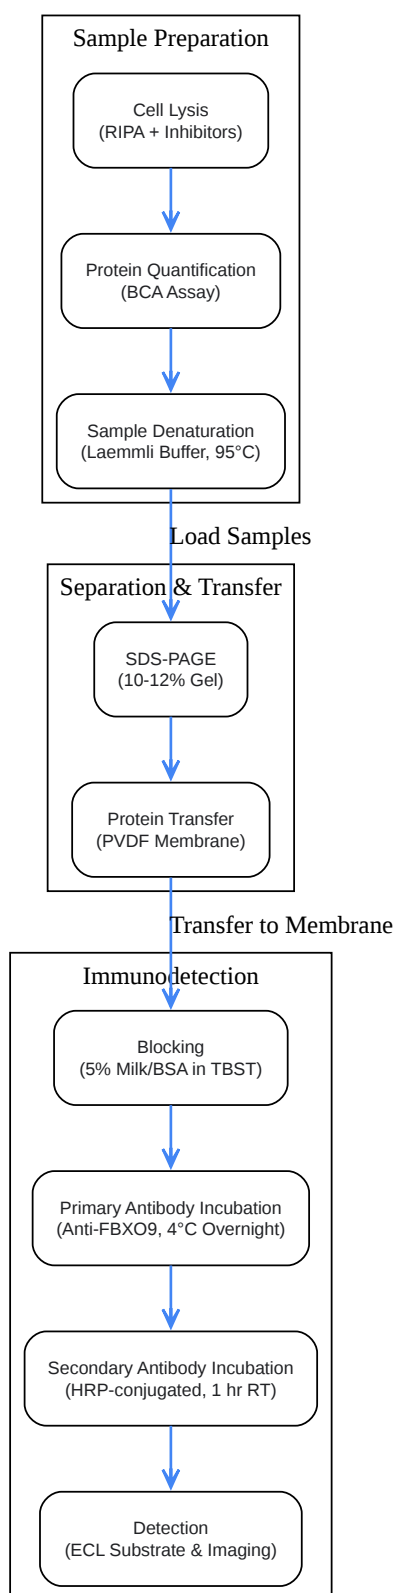 Sample Preparation
Cell Lysis
(RIPA + Inhibitors)
Protein Quantification
(BCA Assay)
Sample Denaturation
(Laemmli Buffer, 95°C)
Load Samples
Separation & Transfer
SDS-PAGE
(10-12% Gel)
Protein Transfer
(PVDF Membrane)
Transfer to Membrane
Immunodetection
Blocking
(5% Milk/BSA in TBST)
Primary Antibody Incubation
(Anti-FBXO9, 4°C Overnight)
Secondary Antibody Incubation
(HRP-conjugated, 1 hr RT)
Detection
(ECL Substrate & Imaging)